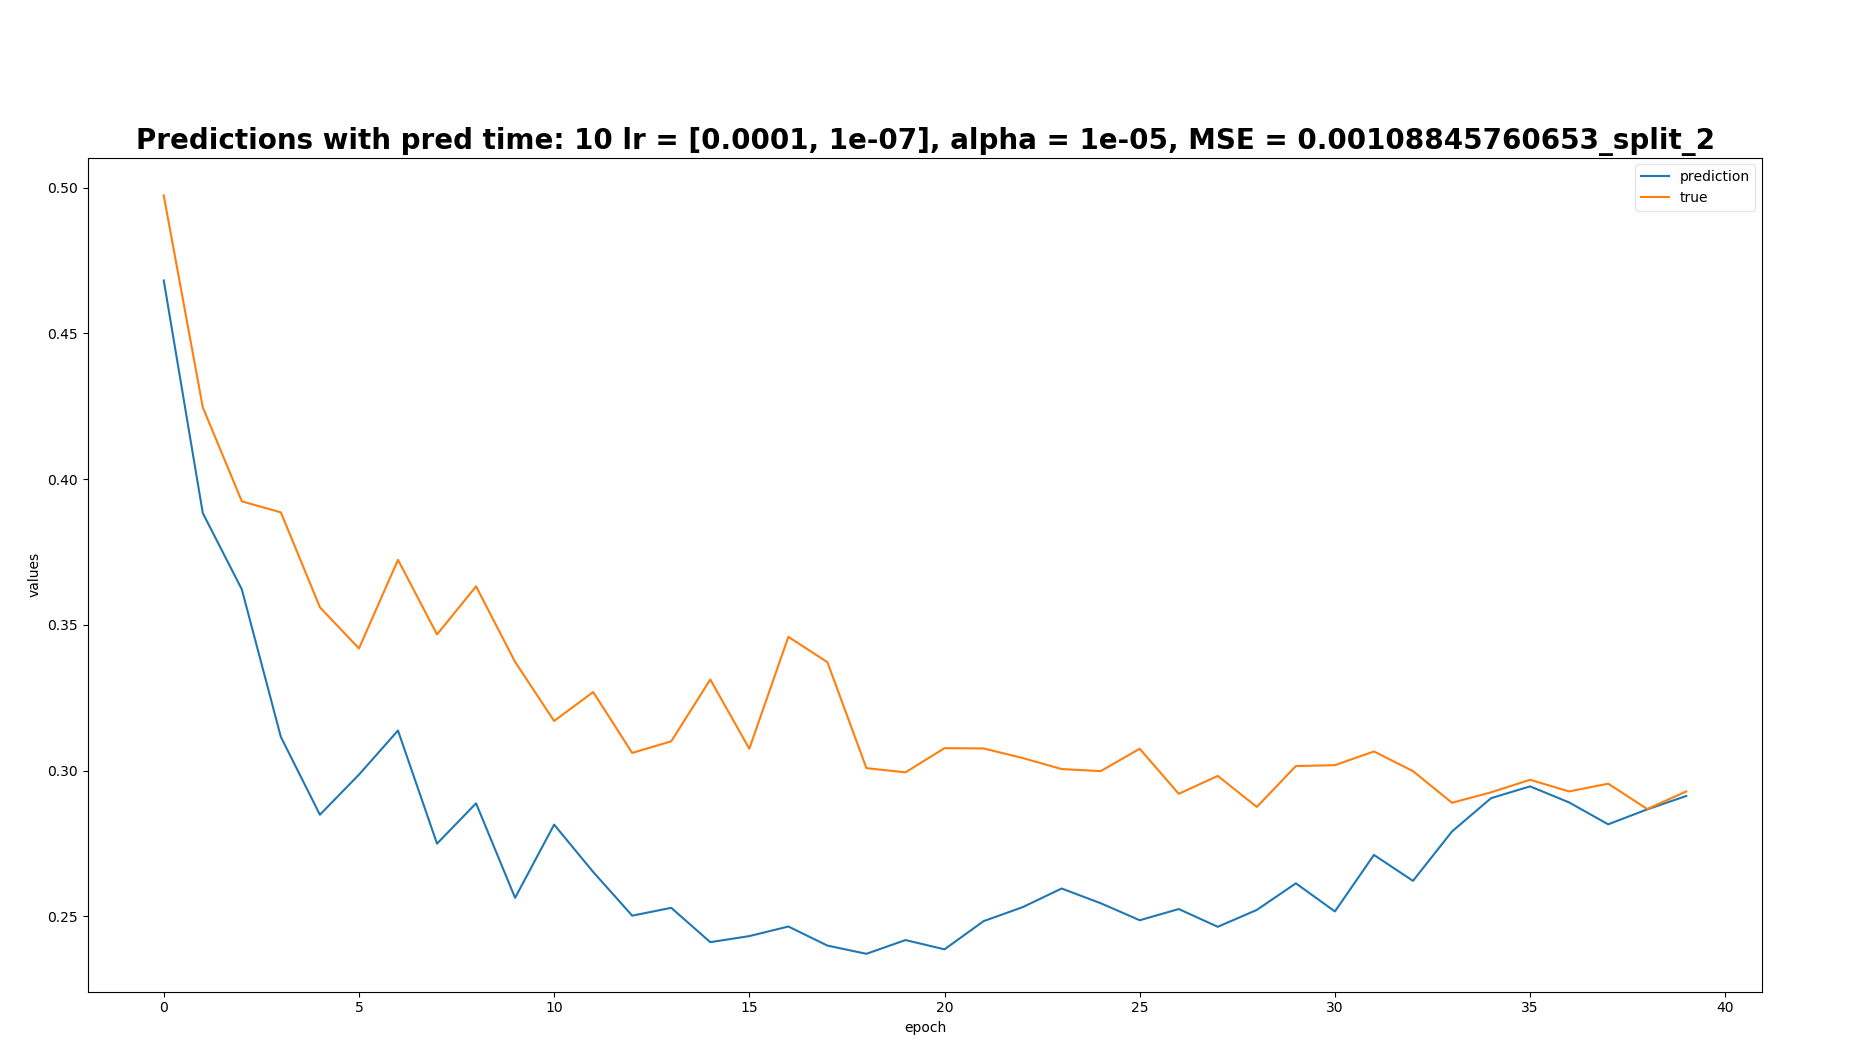 Predictions with pred time: 10 lr = [0.0001, 1e-07], alpha = 1e-05, MSE = 0.00108845760653_split_2
prediction
true
0.50
0.45
0.40
0.35
0.30
0.25
values
0 5 10 15 20 25 30 35 40
epoch